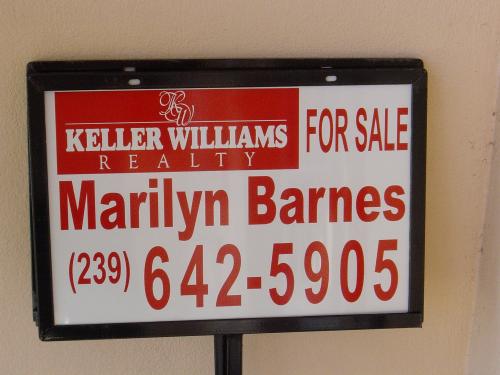 KW
KELLER WILLIAMS
REALTY
FOR SALE
Marilyn Barnes
(239) 642-5905